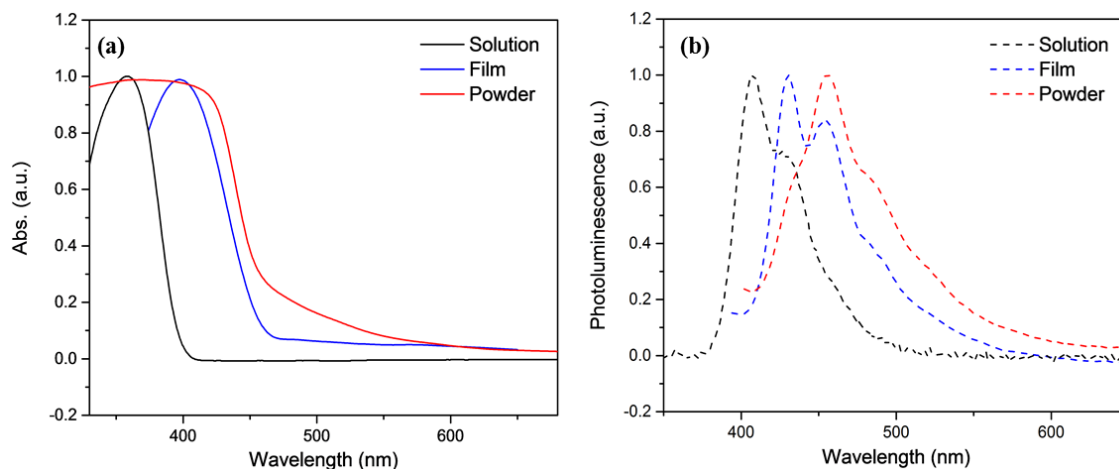 (a)
Solution
Film
Powder
Abs. (a.u.)
1.2
1.0
0.8
0.6
0.4
0.2
0.0
-0.2
400
500
600
Wavelength (nm)
(b)
Solution
Film
Powder
Photoluminescence (a.u.)
1.2
1.0
0.8
0.6
0.4
0.2
0.0
-0.2
400
500
600
Wavelength (nm)